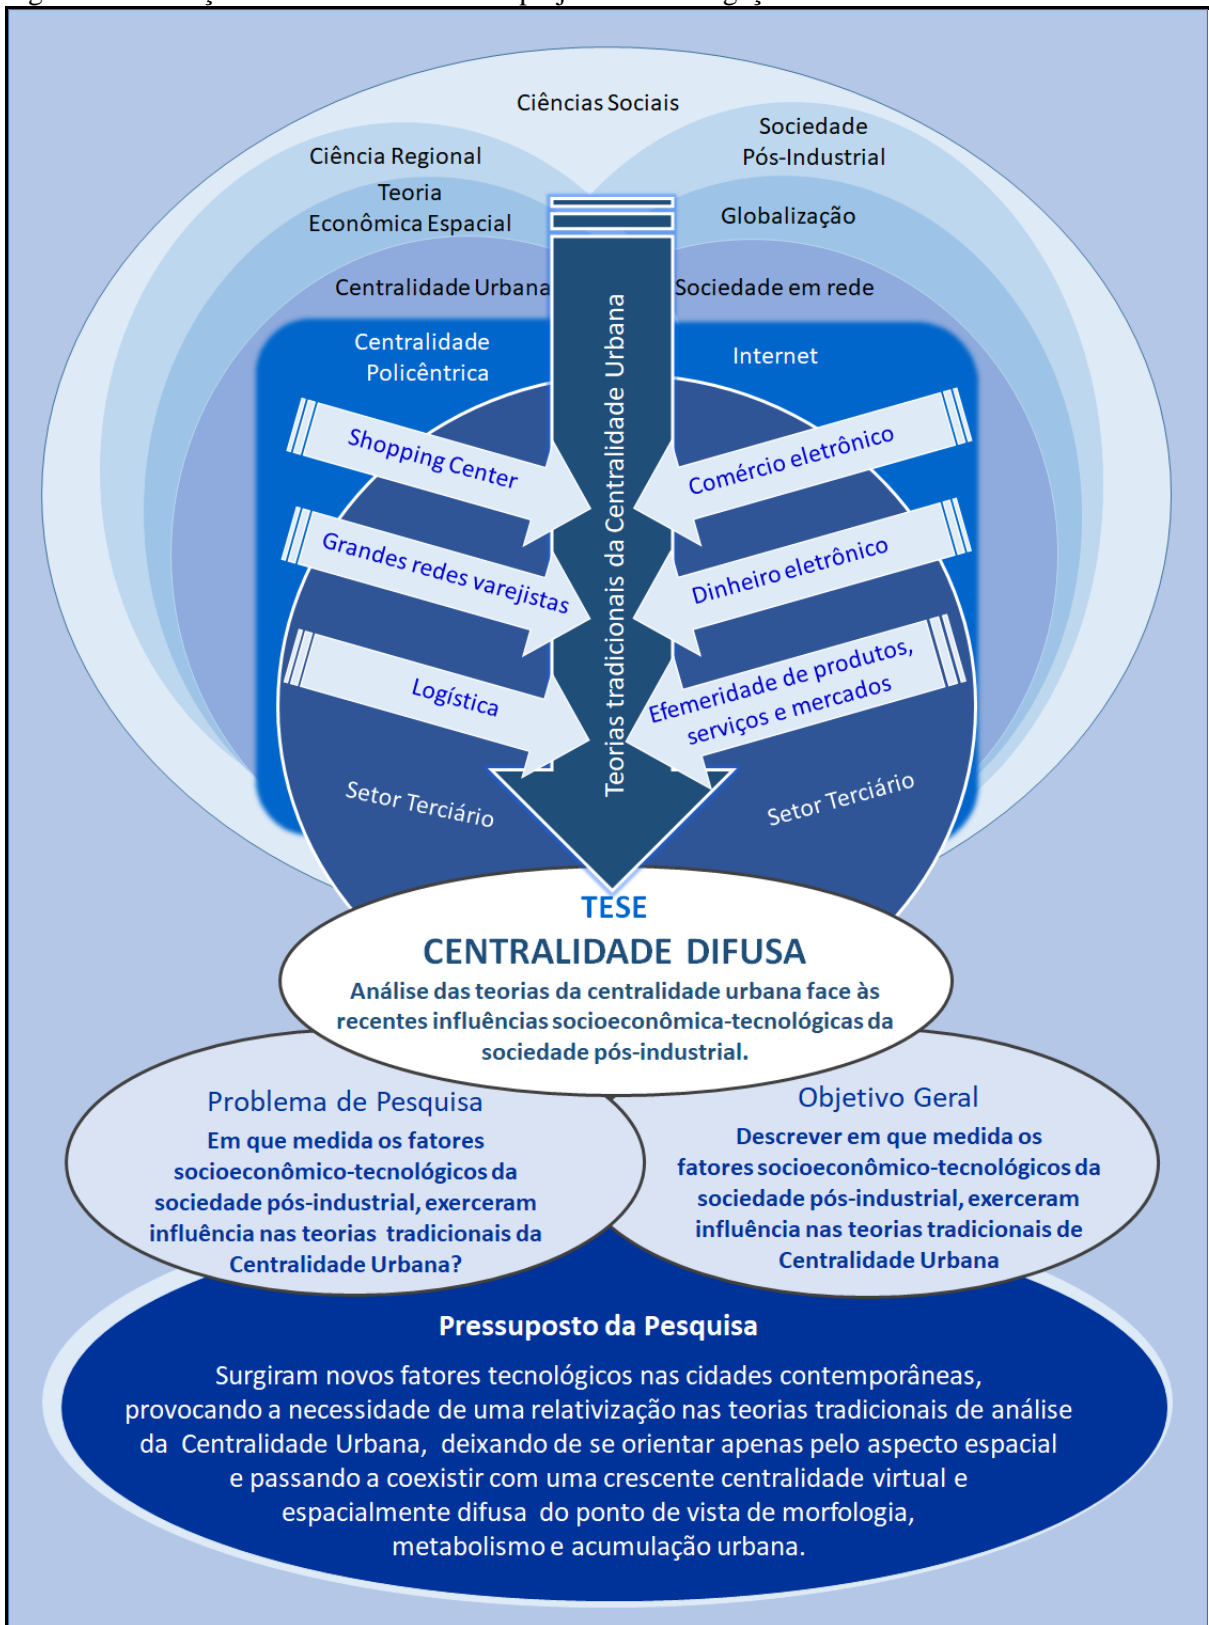 Ciências Sociais
Ciência Regional
Teoria
Econômica Espacial
Centralidade Urbana
Centralidade
Policêntrica
Sociedade
Pós-Industrial
Globalização
Sociedade em rede
Internet
Teorias tradicionais da Centralidade Urbana
Shopping Center
Grandes redes varejistas
Logística
Comércio eletrônico
Dinheiro eletrônico
Efemeridade de produtos,
serviços e mercados
Setor Terciário
Setor Terciário
TESE
CENTRALIDADE DIFUSA
Análise das teorias da centralidade urbana face às
recentes influências socioeconômica-tecnológicas da
sociedade pós-industrial.
Problema de Pesquisa
Em que medida os fatores
socioeconômico-tecnológicos da
sociedade pós-industrial, exerceram
influência nas teorias tradicionais da
Centralidade Urbana?
Objetivo Geral
Descrever em que medida os
fatores socioeconômico-tecnológicos da
sociedade pós-industrial, exerceram
influência nas teorias tradicionais de
Centralidade Urbana
Pressuposto da Pesquisa
Surgiram novos fatores tecnológicos nas cidades contemporâneas,
provocando a necessidade de uma relativização nas teorias tradicionais de análise
da Centralidade Urbana, deixando de se orientar apenas pelo aspecto espacial
e passando a coexistir com uma crescente centralidade virtual e
espacialmente difusa do ponto de vista de morfologia,
metabolismo e acumulação urbana.